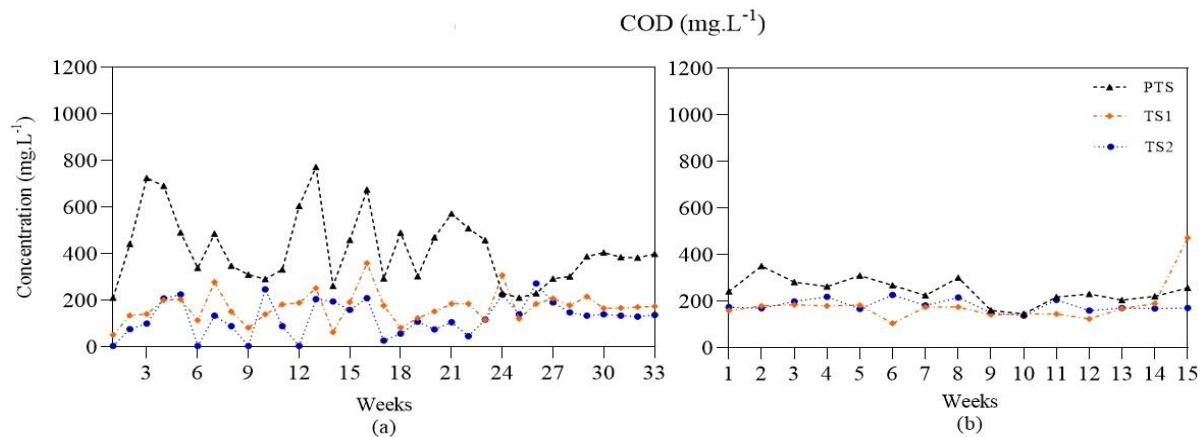 COD (mg.L⁻¹)
Concentration (mg.L⁻¹)
1200
1000
800
600
400
200
0
3 6 9 12 15 18 21 24 27 30 33
Weeks
(a)
1200
1000
800
600
400
200
0
1 2 3 4 5 6 7 8 9 10 11 12 13 14 15
Weeks
(b)
PTS
TS1
TS2